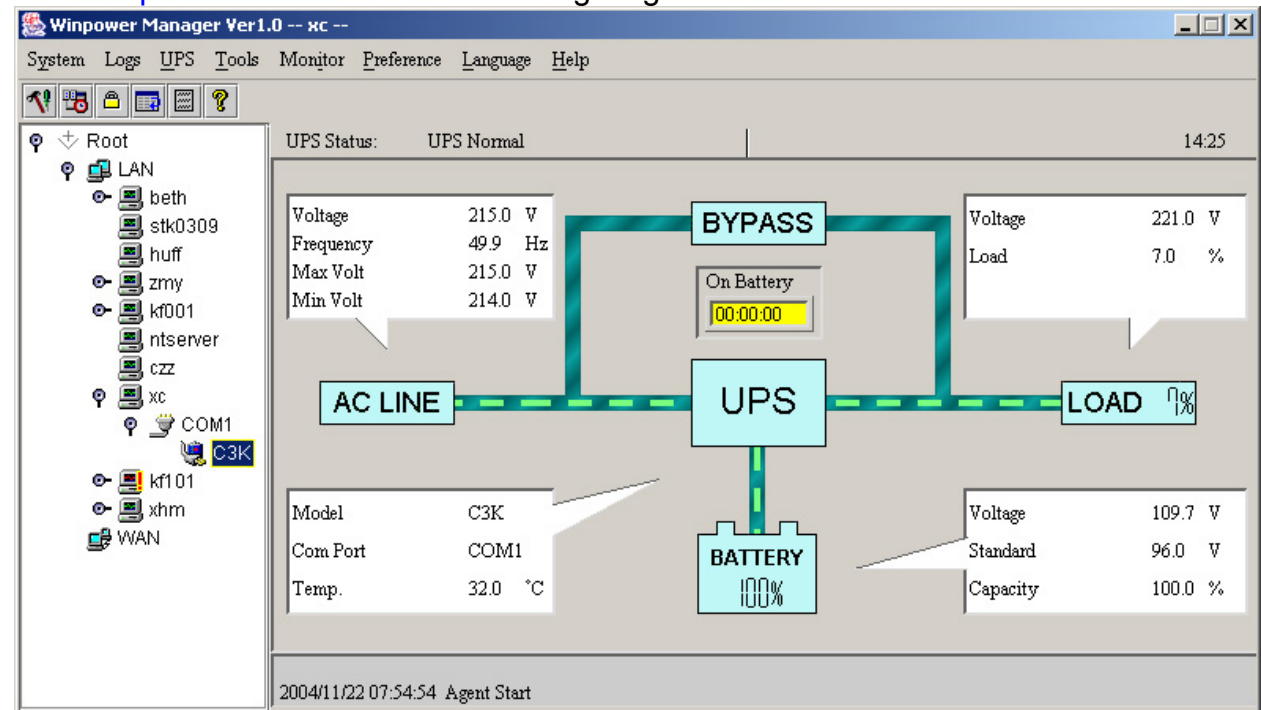 Winpower Manager Ver1.0 -- xc --
System Logs UPS Tools Monitor Preference Language Help
Root
LAN
beth
stk0309
huff
zmy
kf001
ntserver
czz
xc
COM1
C3K
kf101
xhm
WAN
UPS Status: UPS Normal 14:25
Voltage 215.0 V
Frequency 49.9 Hz
Max Volt 215.0 V
Min Volt 214.0 V
BYPASS
On Battery
00:00:00
Voltage 221.0 V
Load 7.0 %
AC LINE
UPS
LOAD 7%
Model C3K
Com Port COM1
Temp. 32.0 °C
BATTERY
100%
Voltage 109.7 V
Standard 96.0 V
Capacity 100.0 %
2004/11/22 07:54:54 Agent Start